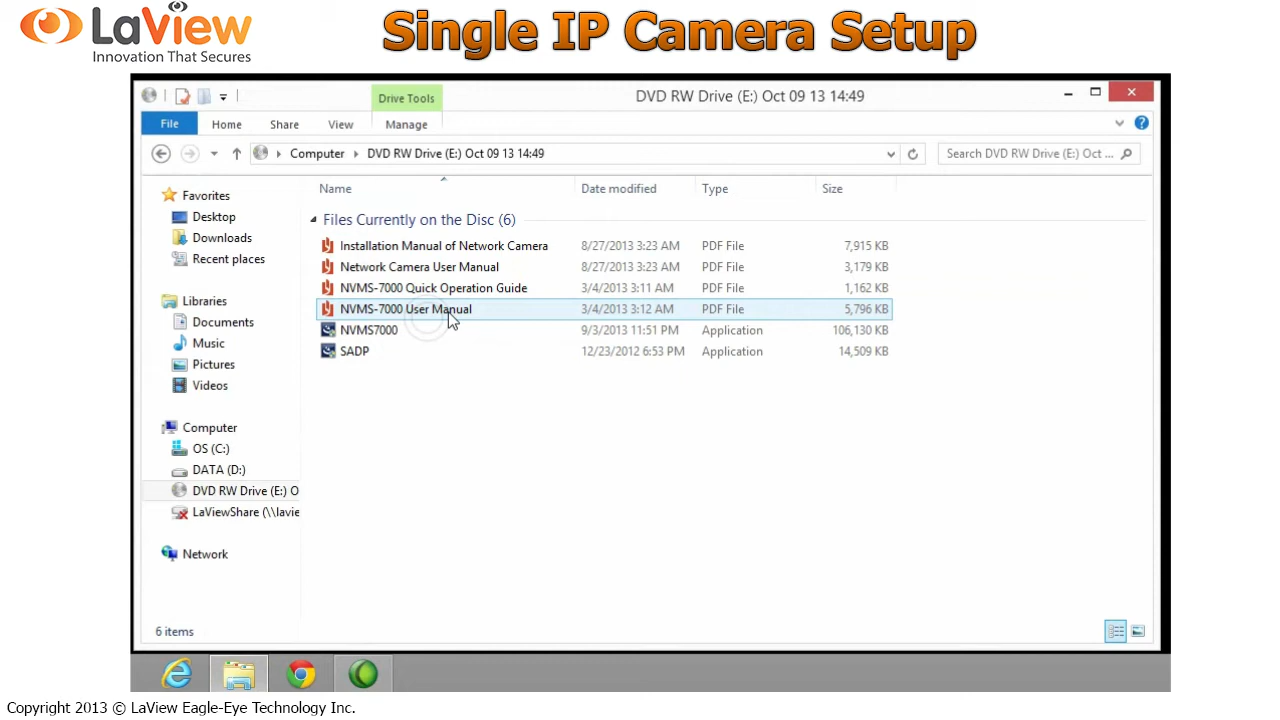 LaView
Innovation That Secures
Single IP Camera Setup
Drive Tools
DVD RW Drive (E:) Oct 09 13 14:49
File Home Share View Manage
Computer DVD RW Drive (E:) Oct 09 13 14:49
Search DVD RW Drive (E:) Oct ...
Favorites
Desktop
Downloads
Recent places
Libraries
Documents
Music
Pictures
Videos
Computer
OS (C:)
DATA (D:)
DVD RW Drive (E:) O
LaViewShare (\\lavie
Network
Name Date modified Type Size
Files Currently on the Disc (6)
Installation Manual of Network Camera 8/27/2013 3:23 AM PDF File 7,915 KB
Network Camera User Manual 8/27/2013 3:23 AM PDF File 3,179 KB
NVMS-7000 Quick Operation Guide 3/4/2013 3:11 AM PDF File 1,162 KB
NVMS-7000 User Manual 3/4/2013 3:12 AM PDF File 5,796 KB
NVMS7000 9/3/2013 11:51 PM Application 106,130 KB
SADP 12/23/2012 6:53 PM Application 14,509 KB
6 items
Copyright 2013 © LaView Eagle-Eye Technology Inc.